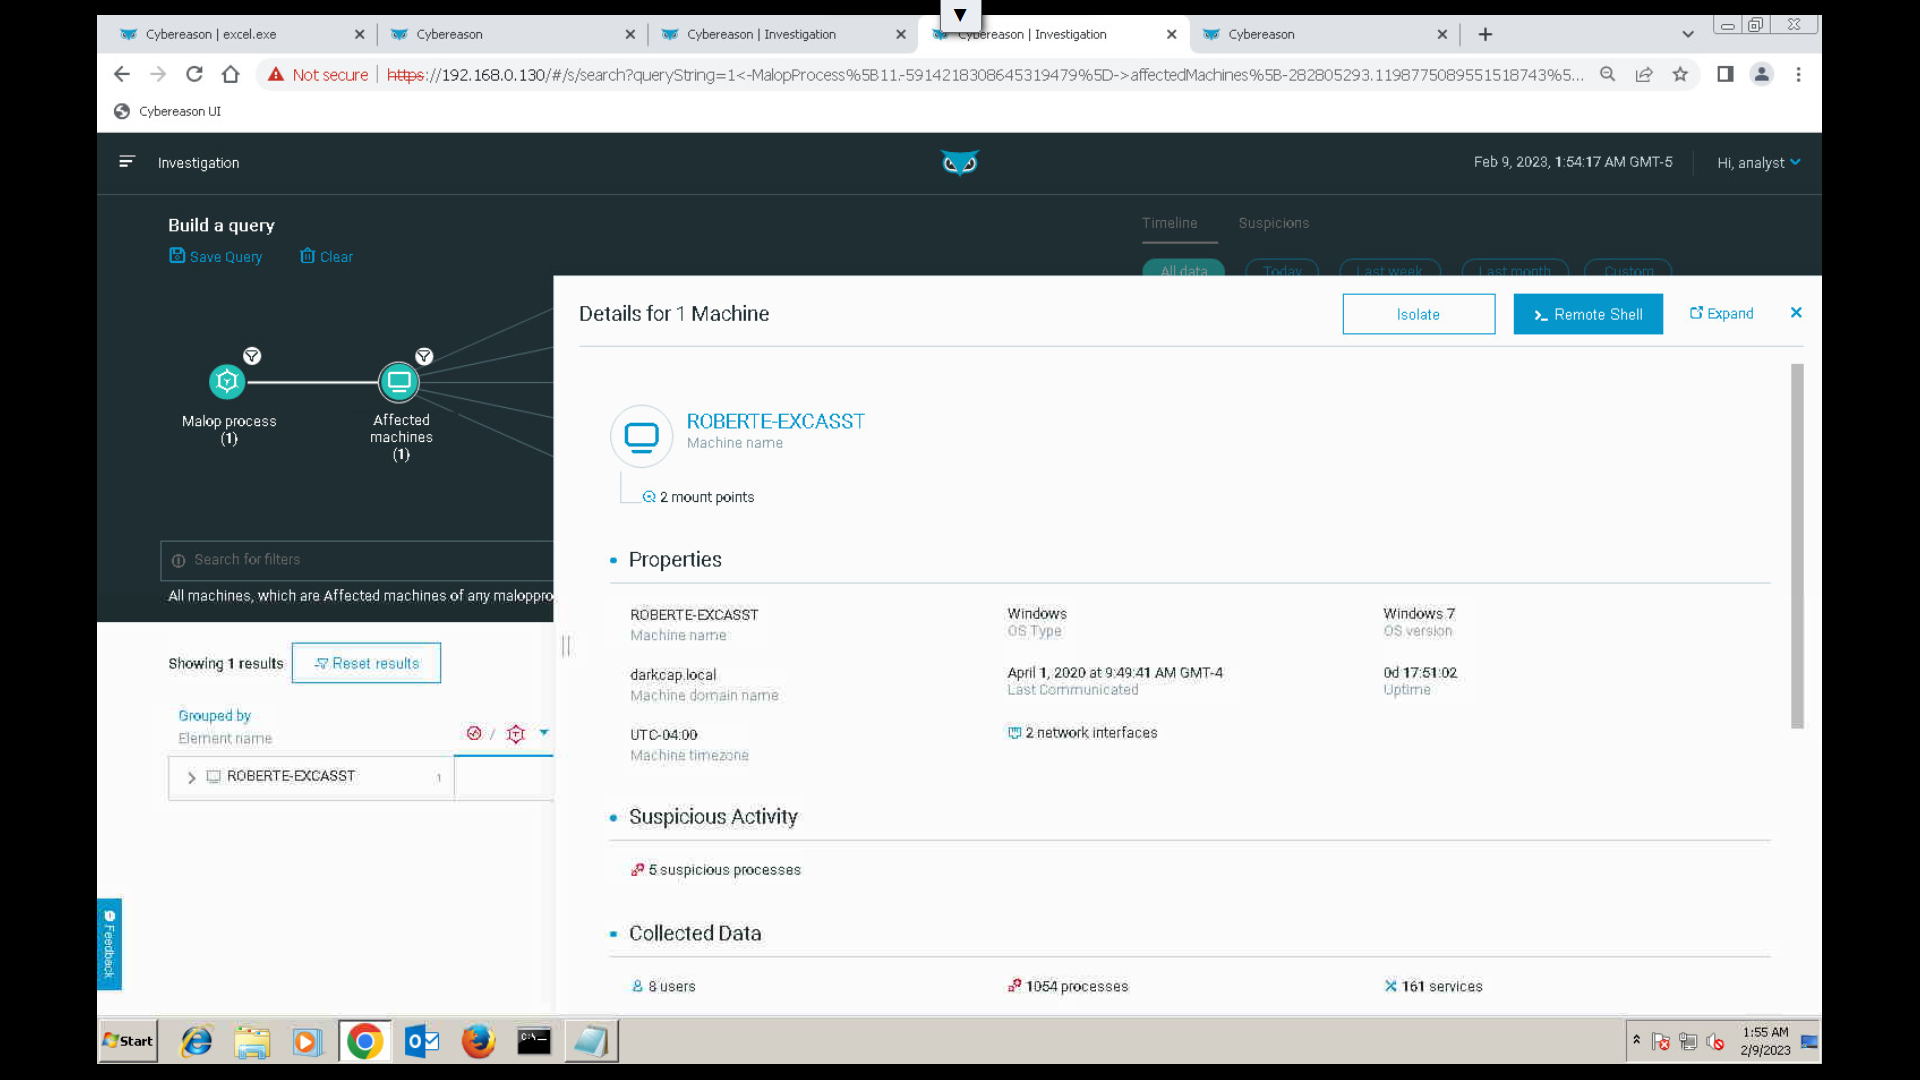 ▼
Cybereason | excel.exe
Cybereason
Cybereason | Investigation
Cybereason | Investigation
Cybereason
Not secure
https://192.168.0.130/#/s/search?queryString=1<-MalopProcess%5B11.-5914218308645319479%5D->affectedMachines%5B-282805293.1198775089551518743%5...
Cybereason UI
Investigation
Feb 9, 2023, 1:54:17 AM GMT-5
Hi, analyst
Build a query
Save Query
Clear
Timeline
Suspicions
All data
Today
Last week
Last month
Custom
Malop process
(1)
Affected
machines
(1)
Search for filters
All machines, which are Affected machines of any maloppro
Showing 1 results
Reset results
Grouped by
Element name
/
ROBERTE-EXCASST
1
Details for 1 Machine
Isolate
>_ Remote Shell
Expand
ROBERTE-EXCASST
Machine name
2 mount points
Properties
ROBERTE-EXCASST
Machine name
Windows
OS Type
Windows 7
OS version
darkcap.local
Machine domain name
April 1, 2020 at 9:49:41 AM GMT-4
Last Communicated
0d 17:51:02
Uptime
UTC-04:00
Machine timezone
2 network interfaces
Suspicious Activity
5 suspicious processes
Collected Data
8 users
1054 processes
161 services
Feedback
Start
C:\_
1:55 AM
2/9/2023